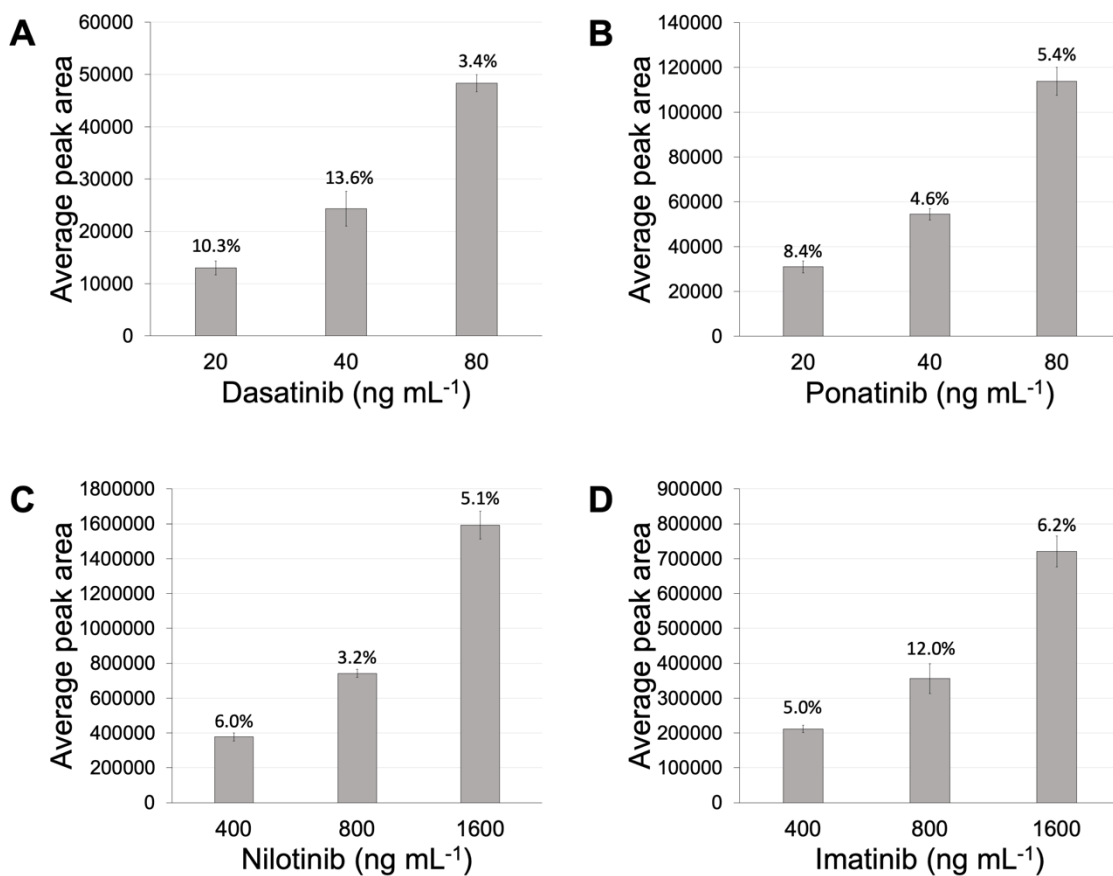 A
Average peak area
60000
50000
40000
30000
20000
10000
0
10.3%
13.6%
3.4%
20 40 80
Dasatinib (ng mL⁻¹)
B
Average peak area
140000
120000
100000
80000
60000
40000
20000
0
8.4%
4.6%
5.4%
20 40 80
Ponatinib (ng mL⁻¹)
C
Average peak area
1800000
1600000
1400000
1200000
1000000
800000
600000
400000
200000
0
6.0%
3.2%
5.1%
400 800 1600
Nilotinib (ng mL⁻¹)
D
Average peak area
900000
800000
700000
600000
500000
400000
300000
200000
100000
0
5.0%
12.0%
6.2%
400 800 1600
Imatinib (ng mL⁻¹)